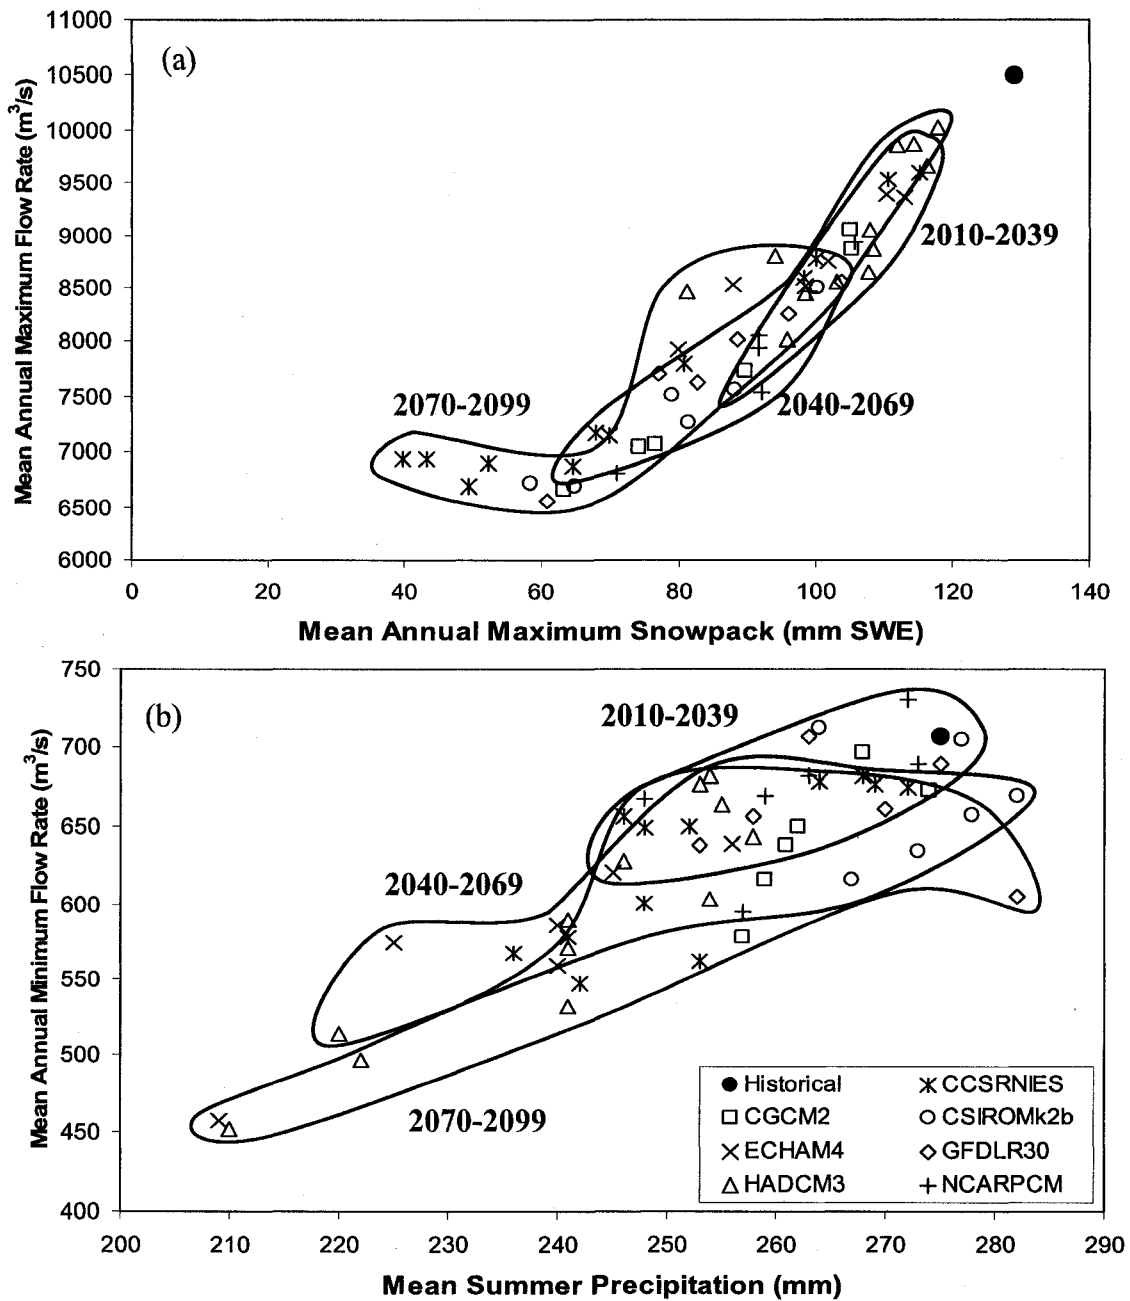 11000
(a)
10500
10000
9500
9000
8500
8000
7500
7000
6500
6000
Mean Annual Maximum Flow Rate (m³/s)
2010-2039
2070-2099
2040-2069
0 20 40 60 80 100 120 140
Mean Annual Maximum Snowpack (mm SWE)
750
(b)
700
650
600
550
500
450
400
Mean Annual Minimum Flow Rate (m³/s)
2010-2039
2040-2069
2070-2099
Historical CCSRNIES
CGCM2 CSIROMk2b
ECHAM4 GFDLR30
HADCM3 NCARPCM
200 210 220 230 240 250 260 270 280 290
Mean Summer Precipitation (mm)